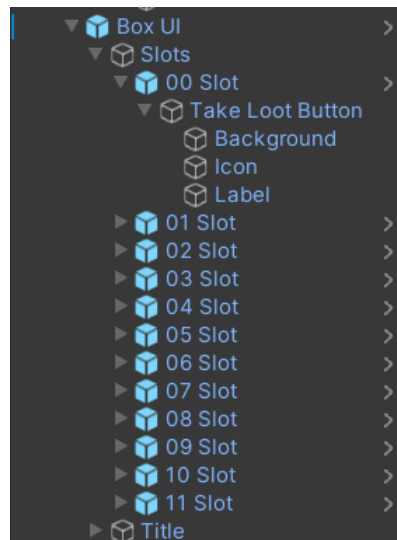 Box UI
Slots
00 Slot
Take Loot Button
Background
Icon
Label
01 Slot
02 Slot
03 Slot
04 Slot
05 Slot
06 Slot
07 Slot
08 Slot
09 Slot
10 Slot
11 Slot
Title